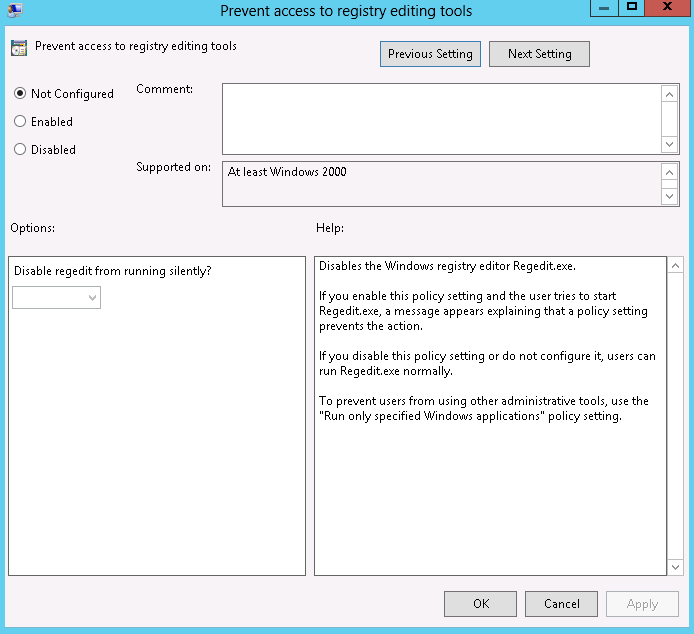 Prevent access to registry editing tools
Prevent access to registry editing tools
Previous Setting
Next Setting
Not Configured
Enabled
Disabled
Comment:
Supported on:
At least Windows 2000
Options:
Help:
Disable regedit from running silently?
Disables the Windows registry editor Regedit.exe.
If you enable this policy setting and the user tries to start
Regedit.exe, a message appears explaining that a policy setting
prevents the action.
If you disable this policy setting or do not configure it, users can
run Regedit.exe normally.
To prevent users from using other administrative tools, use the
"Run only specified Windows applications" policy setting.
OK
Cancel
Apply